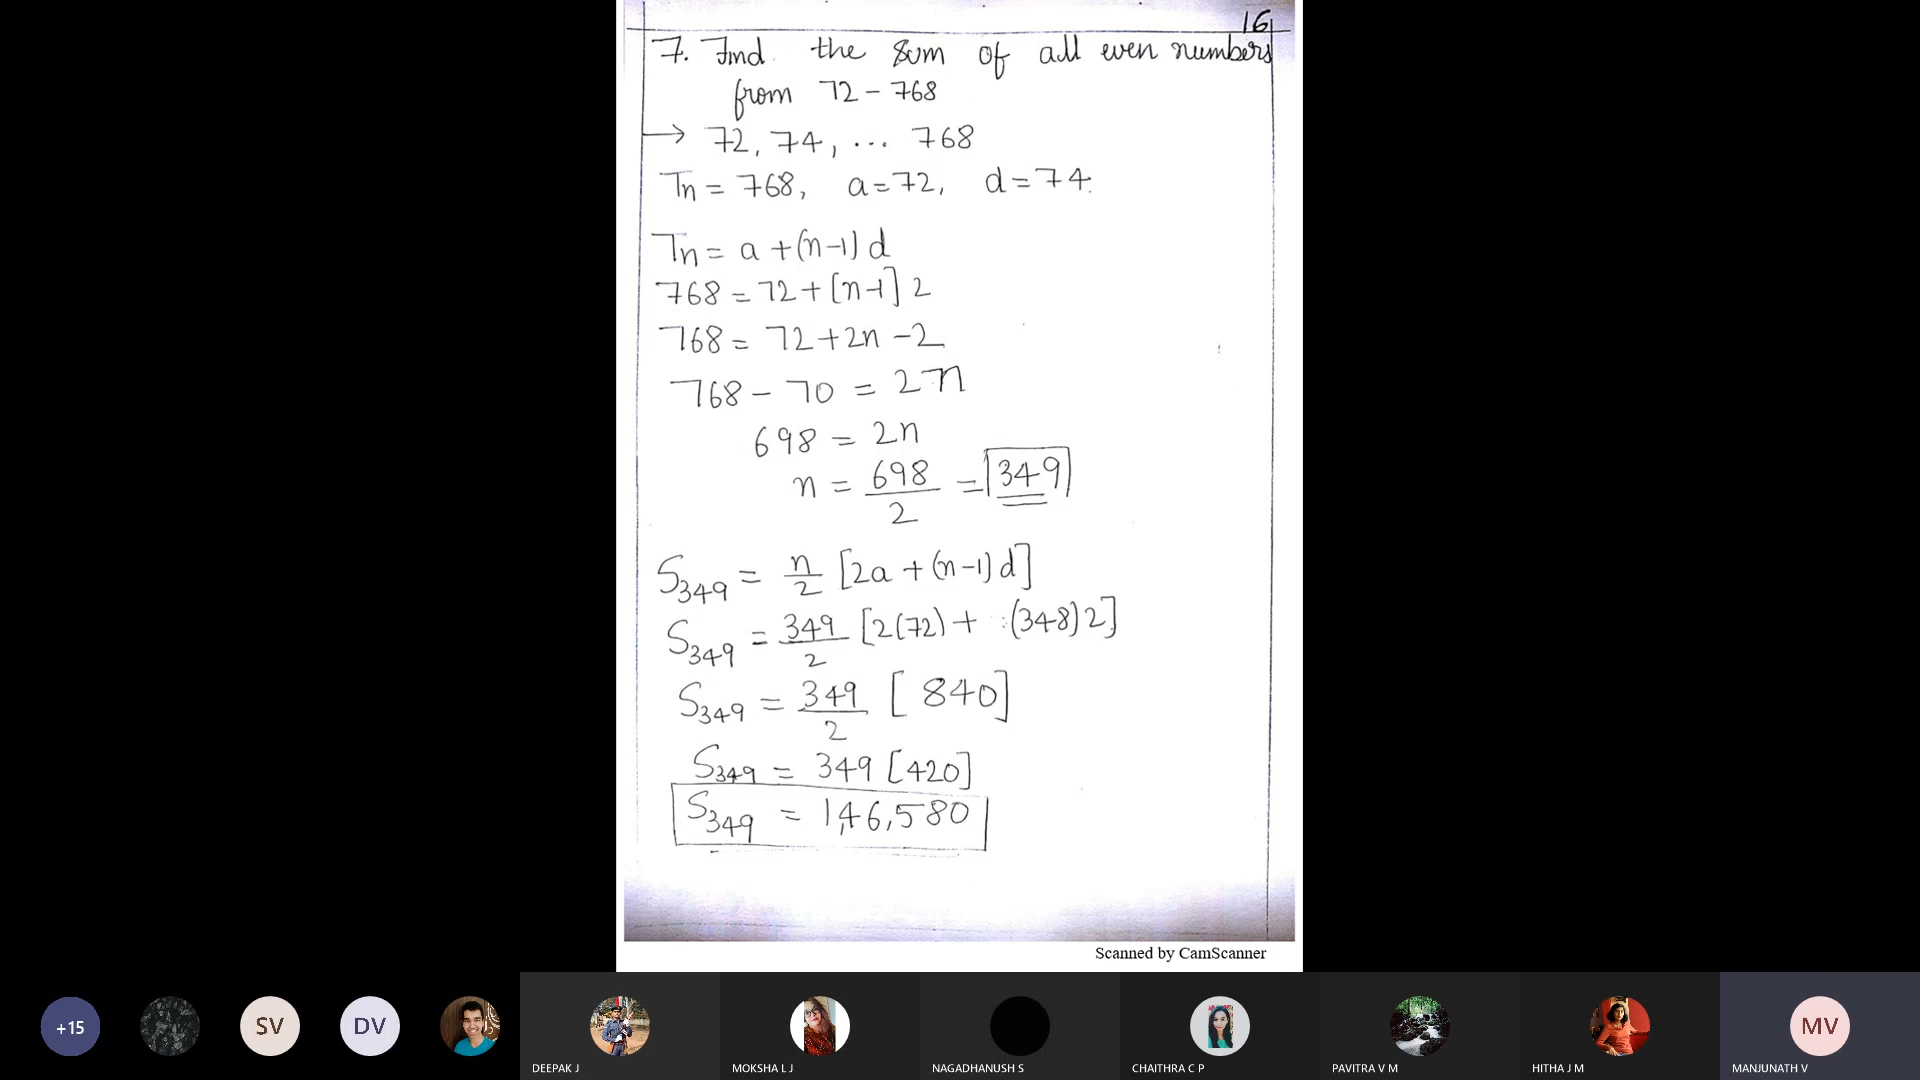 16
7. Find the sum of all even numbers
from 72 - 768
→ 72, 74, ... 768
Tn = 768, a = 72, d = 74.
Tn = a + (n-1) d
768 = 72 + [n-1] 2
768 = 72 + 2n - 2
768 - 70 = 2n
698 = 2n
n = 698/2 = 349
S349 = n/2 [2a + (n-1) d]
S349 = 349/2 [2(72) + (348) 2]
S349 = 349/2 [ 840]
S349 = 349 [420]
S349 = 1,46,580
Scanned by CamScanner
+15
SV
DV
DEEPAK J
MOKSHA L J
NAGADHANUSH S
CHAITHRA C P
PAVITRA V M
HITHA J M
MV
MANJUNATH V